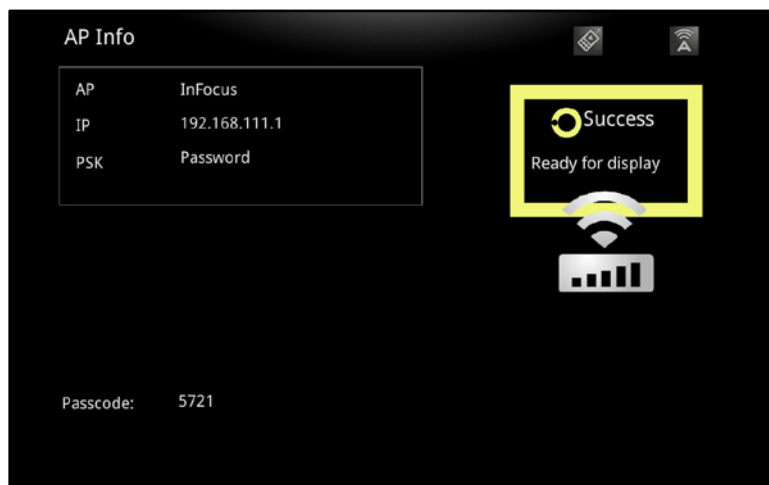 AP Info
AP InFocus
IP 192.168.111.1
PSK Password
Success
Ready for display
Passcode: 5721